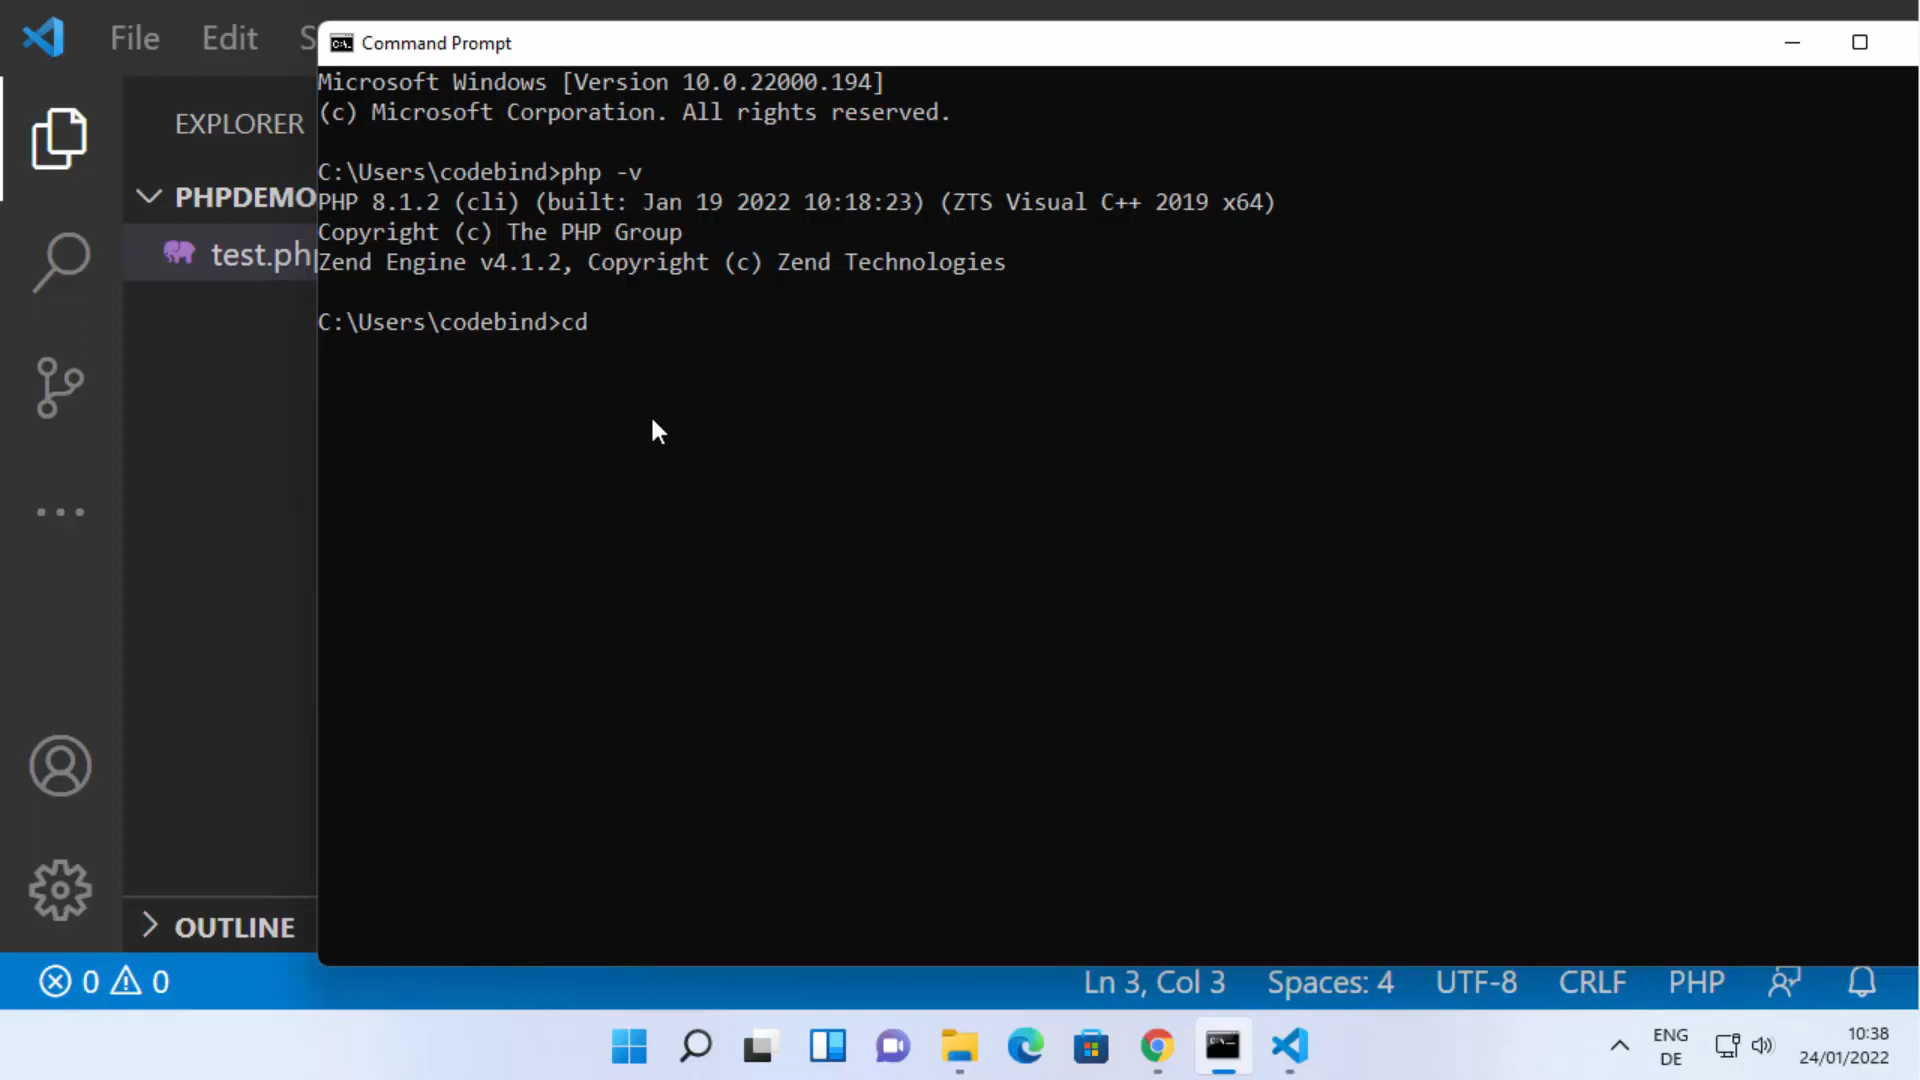 File Edit S
Command Prompt
EXPLORER
PHPDEMO
test.php
Microsoft Windows [Version 10.0.22000.194]
(c) Microsoft Corporation. All rights reserved.
C:\Users\codebind>php -v
PHP 8.1.2 (cli) (built: Jan 19 2022 10:18:23) (ZTS Visual C++ 2019 x64)
Copyright (c) The PHP Group
Zend Engine v4.1.2, Copyright (c) Zend Technologies
C:\Users\codebind>cd
OUTLINE
0 0 Ln 3, Col 3 Spaces: 4 UTF-8 CRLF PHP
ENG
DE
10:38
24/01/2022